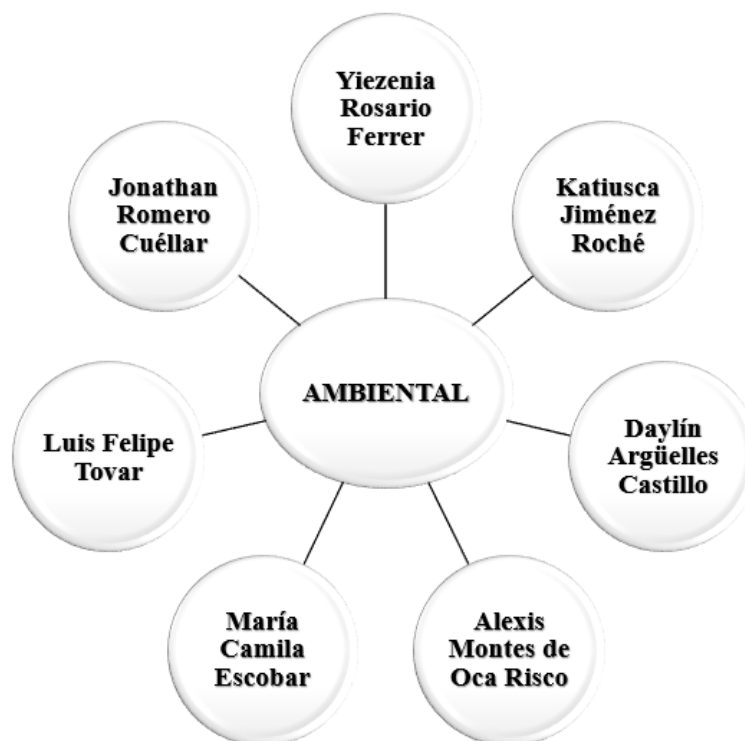 Yiezenia
Rosario
Ferrer
Jonathan
Romero
Cuéllar
Katiusca
Jiménez
Roché
AMBIENTAL
Luis Felipe
Tovar
Daylín
Argüelles
Castillo
María
Camila
Escobar
Alexis
Montes de
Oca Risco